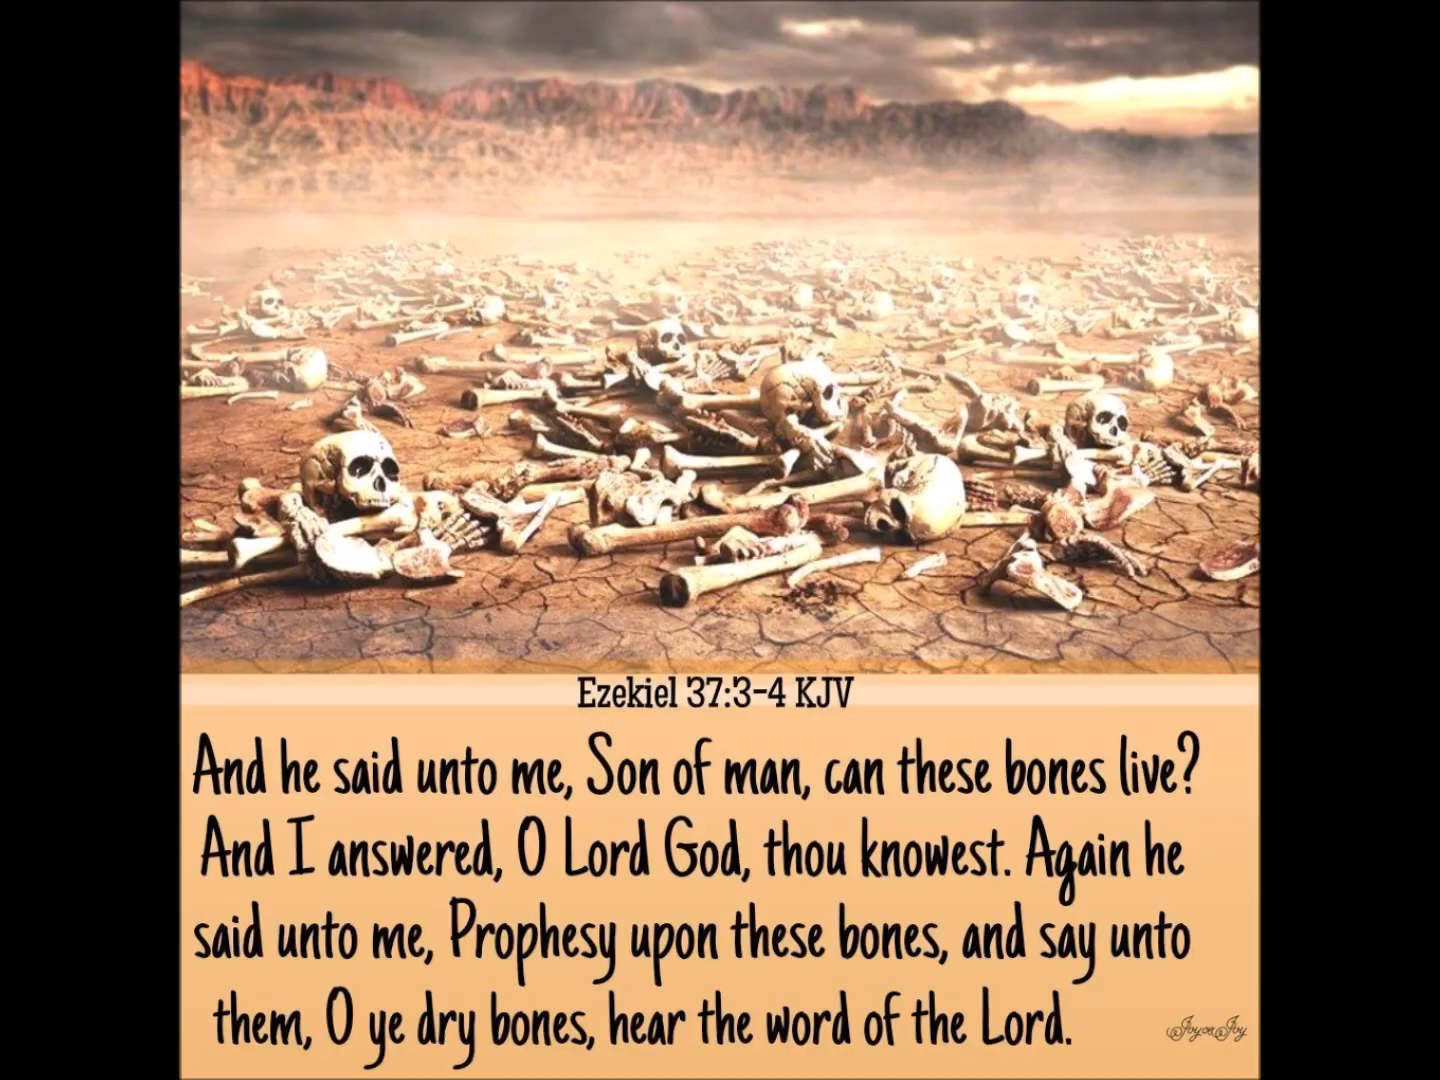 Ezekiel 37:3-4 KJV
And he said unto me, Son of man, can these bones live?
And I answered, O Lord God, thou knowest. Again he
said unto me, Prophesy upon these bones, and say unto
them, O ye dry bones, hear the word of the Lord.